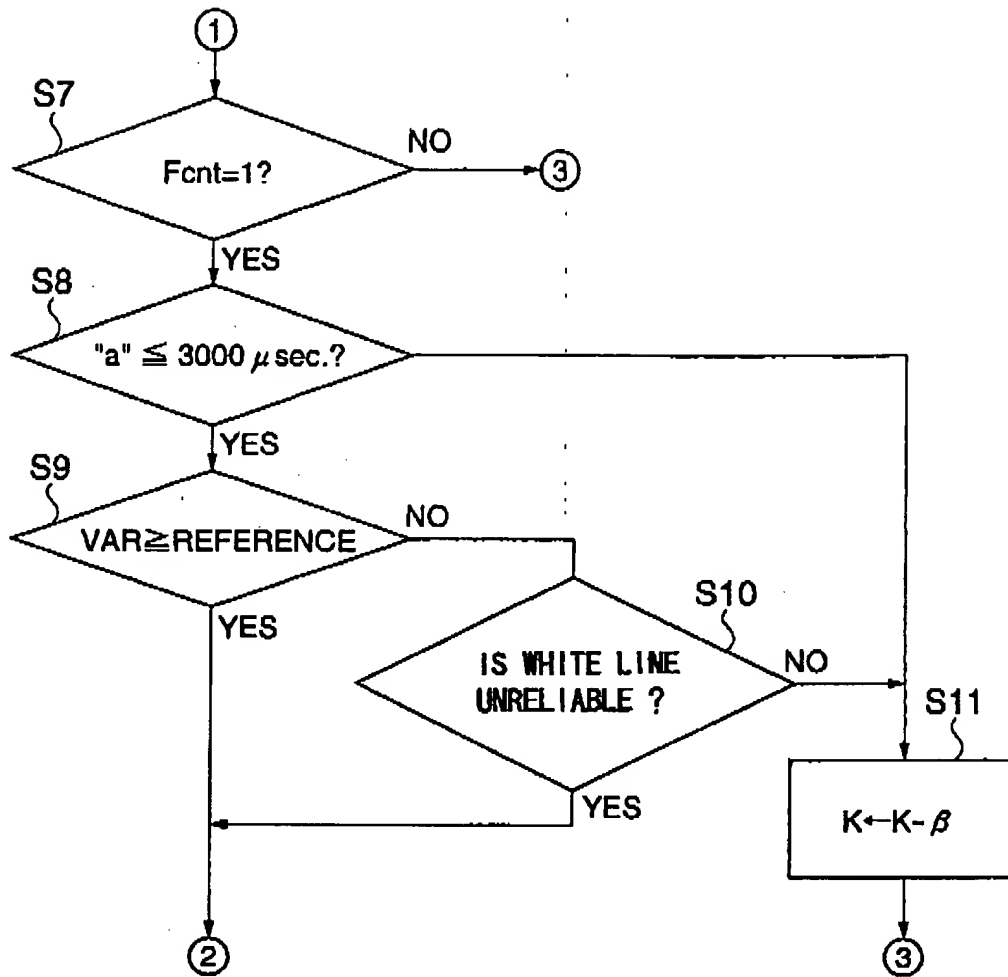 ①
S7
Fcnt=1?
NO
③
YES
S8
"a" ≦ 3000 μsec.?
YES
S9
VAR≧REFERENCE
NO
YES
S10
IS WHITE LINE
UNRELIABLE ?
NO
YES
S11
K←K-β
②
③